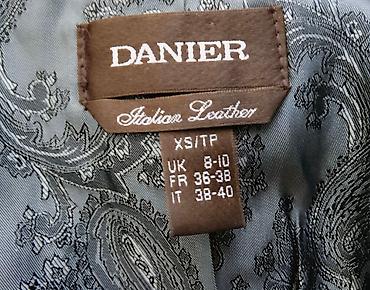 DANIER
Italian Leather
XS/TP
UK 8-10
FR 36-38
IT 38-40